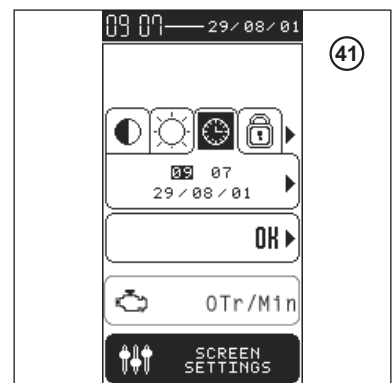 09 07 29/08/01
41
09 07
29/08/01
OK
0Tr/Min
SCREEN
SETTINGS